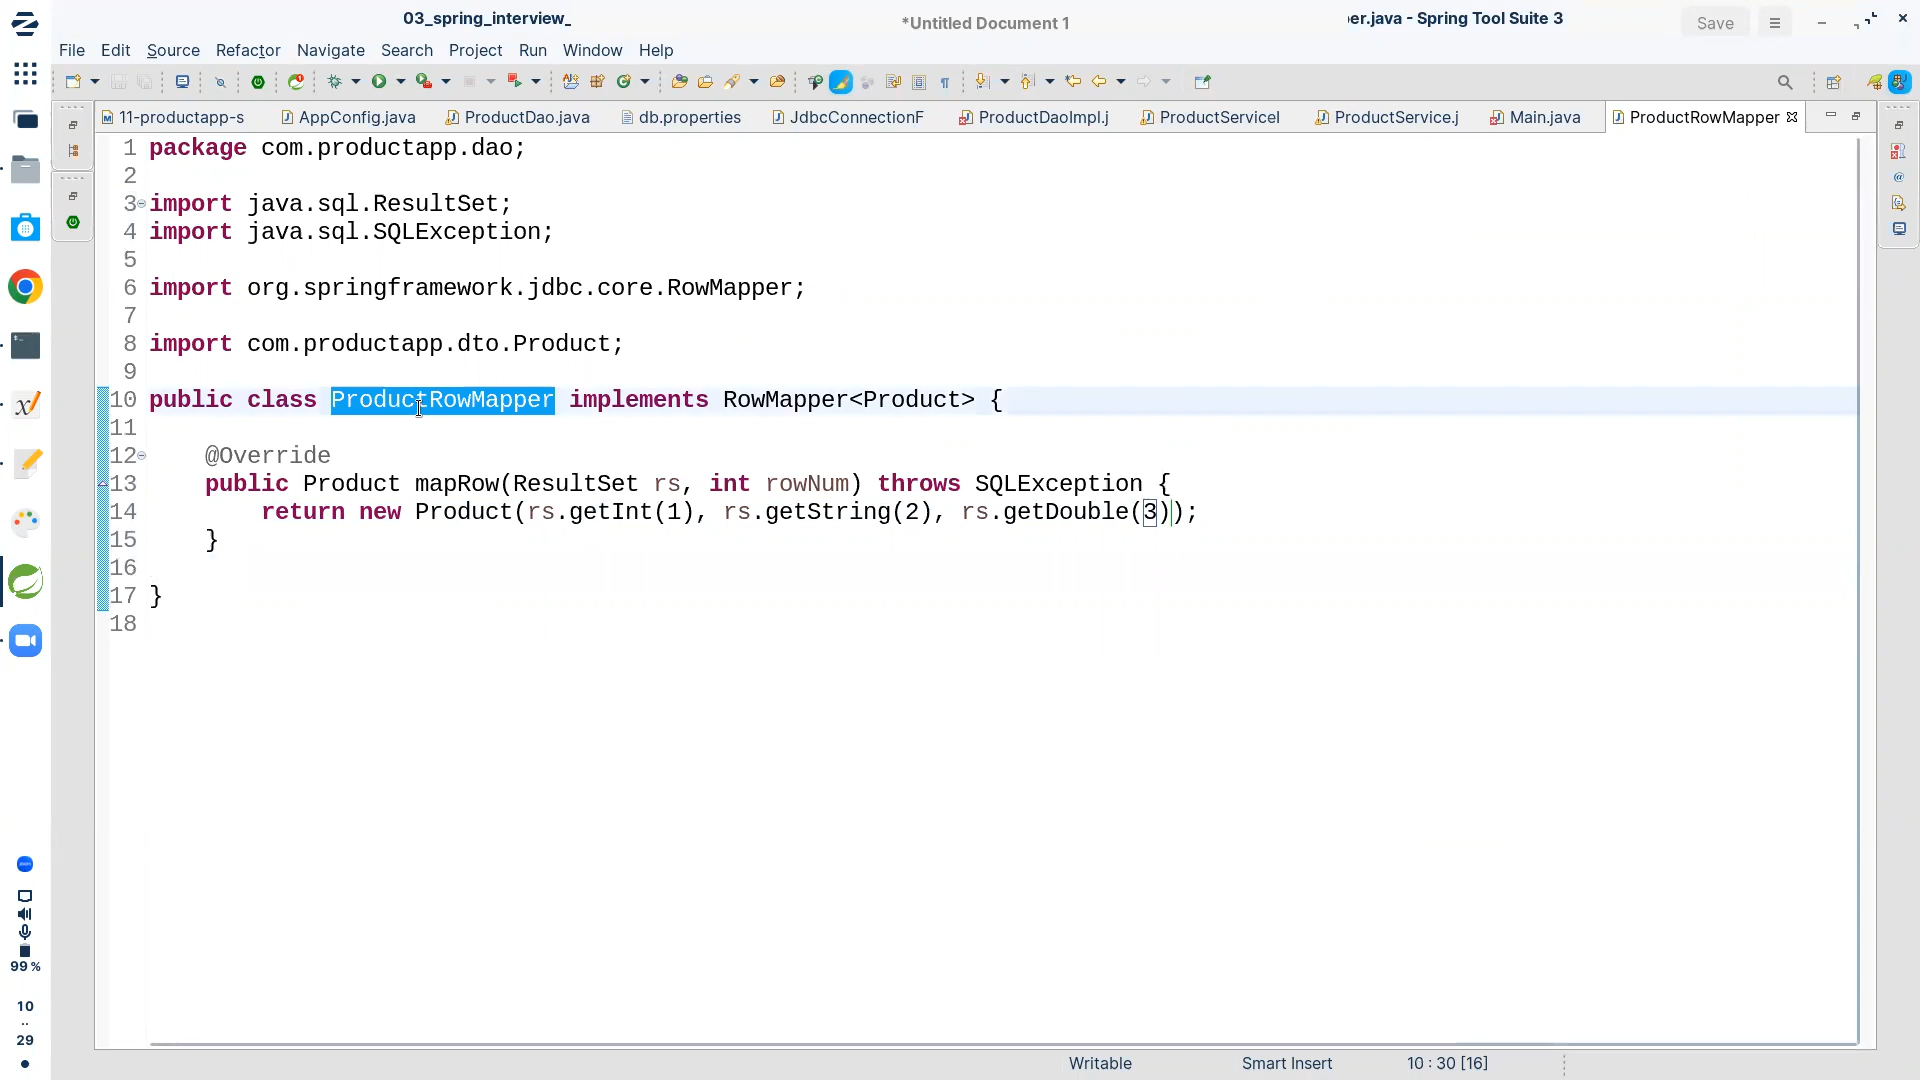 03_spring_interview_
*Untitled Document 1
er.java - Spring Tool Suite 3
Save
File Edit Source Refactor Navigate Search Project Run Window Help
11-productapp-s AppConfig.java ProductDao.java db.properties JdbcConnectionF ProductDaoImpl.j ProductServiceI ProductService.j Main.java ProductRowMapper
1 package com.productapp.dao;
2
3 import java.sql.ResultSet;
4 import java.sql.SQLException;
5
6 import org.springframework.jdbc.core.RowMapper;
7
8 import com.productapp.dto.Product;
9
10 public class ProductRowMapper implements RowMapper<Product> {
11
12 @Override
13 public Product mapRow(ResultSet rs, int rowNum) throws SQLException {
14 return new Product(rs.getInt(1), rs.getString(2), rs.getDouble(3));
15 }
16
17 }
18
99 %
10
..
29
Writable Smart Insert 10 : 30 [16]